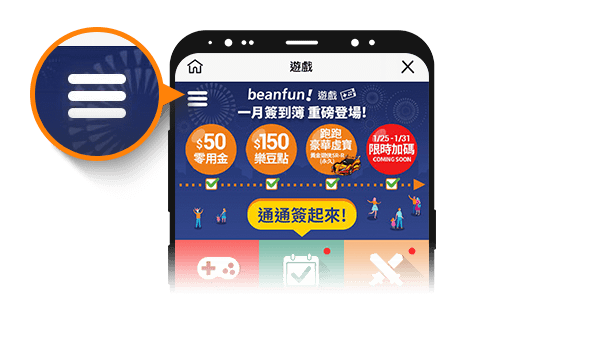 遊戲
beanfun! 遊戲
一月簽到簿 重磅登場!
$50
零用金
$150
樂豆點
跑跑
豪華虛寶
(永久)
1/25 - 1/31
限時加碼
COMING SOON
通通簽起來!